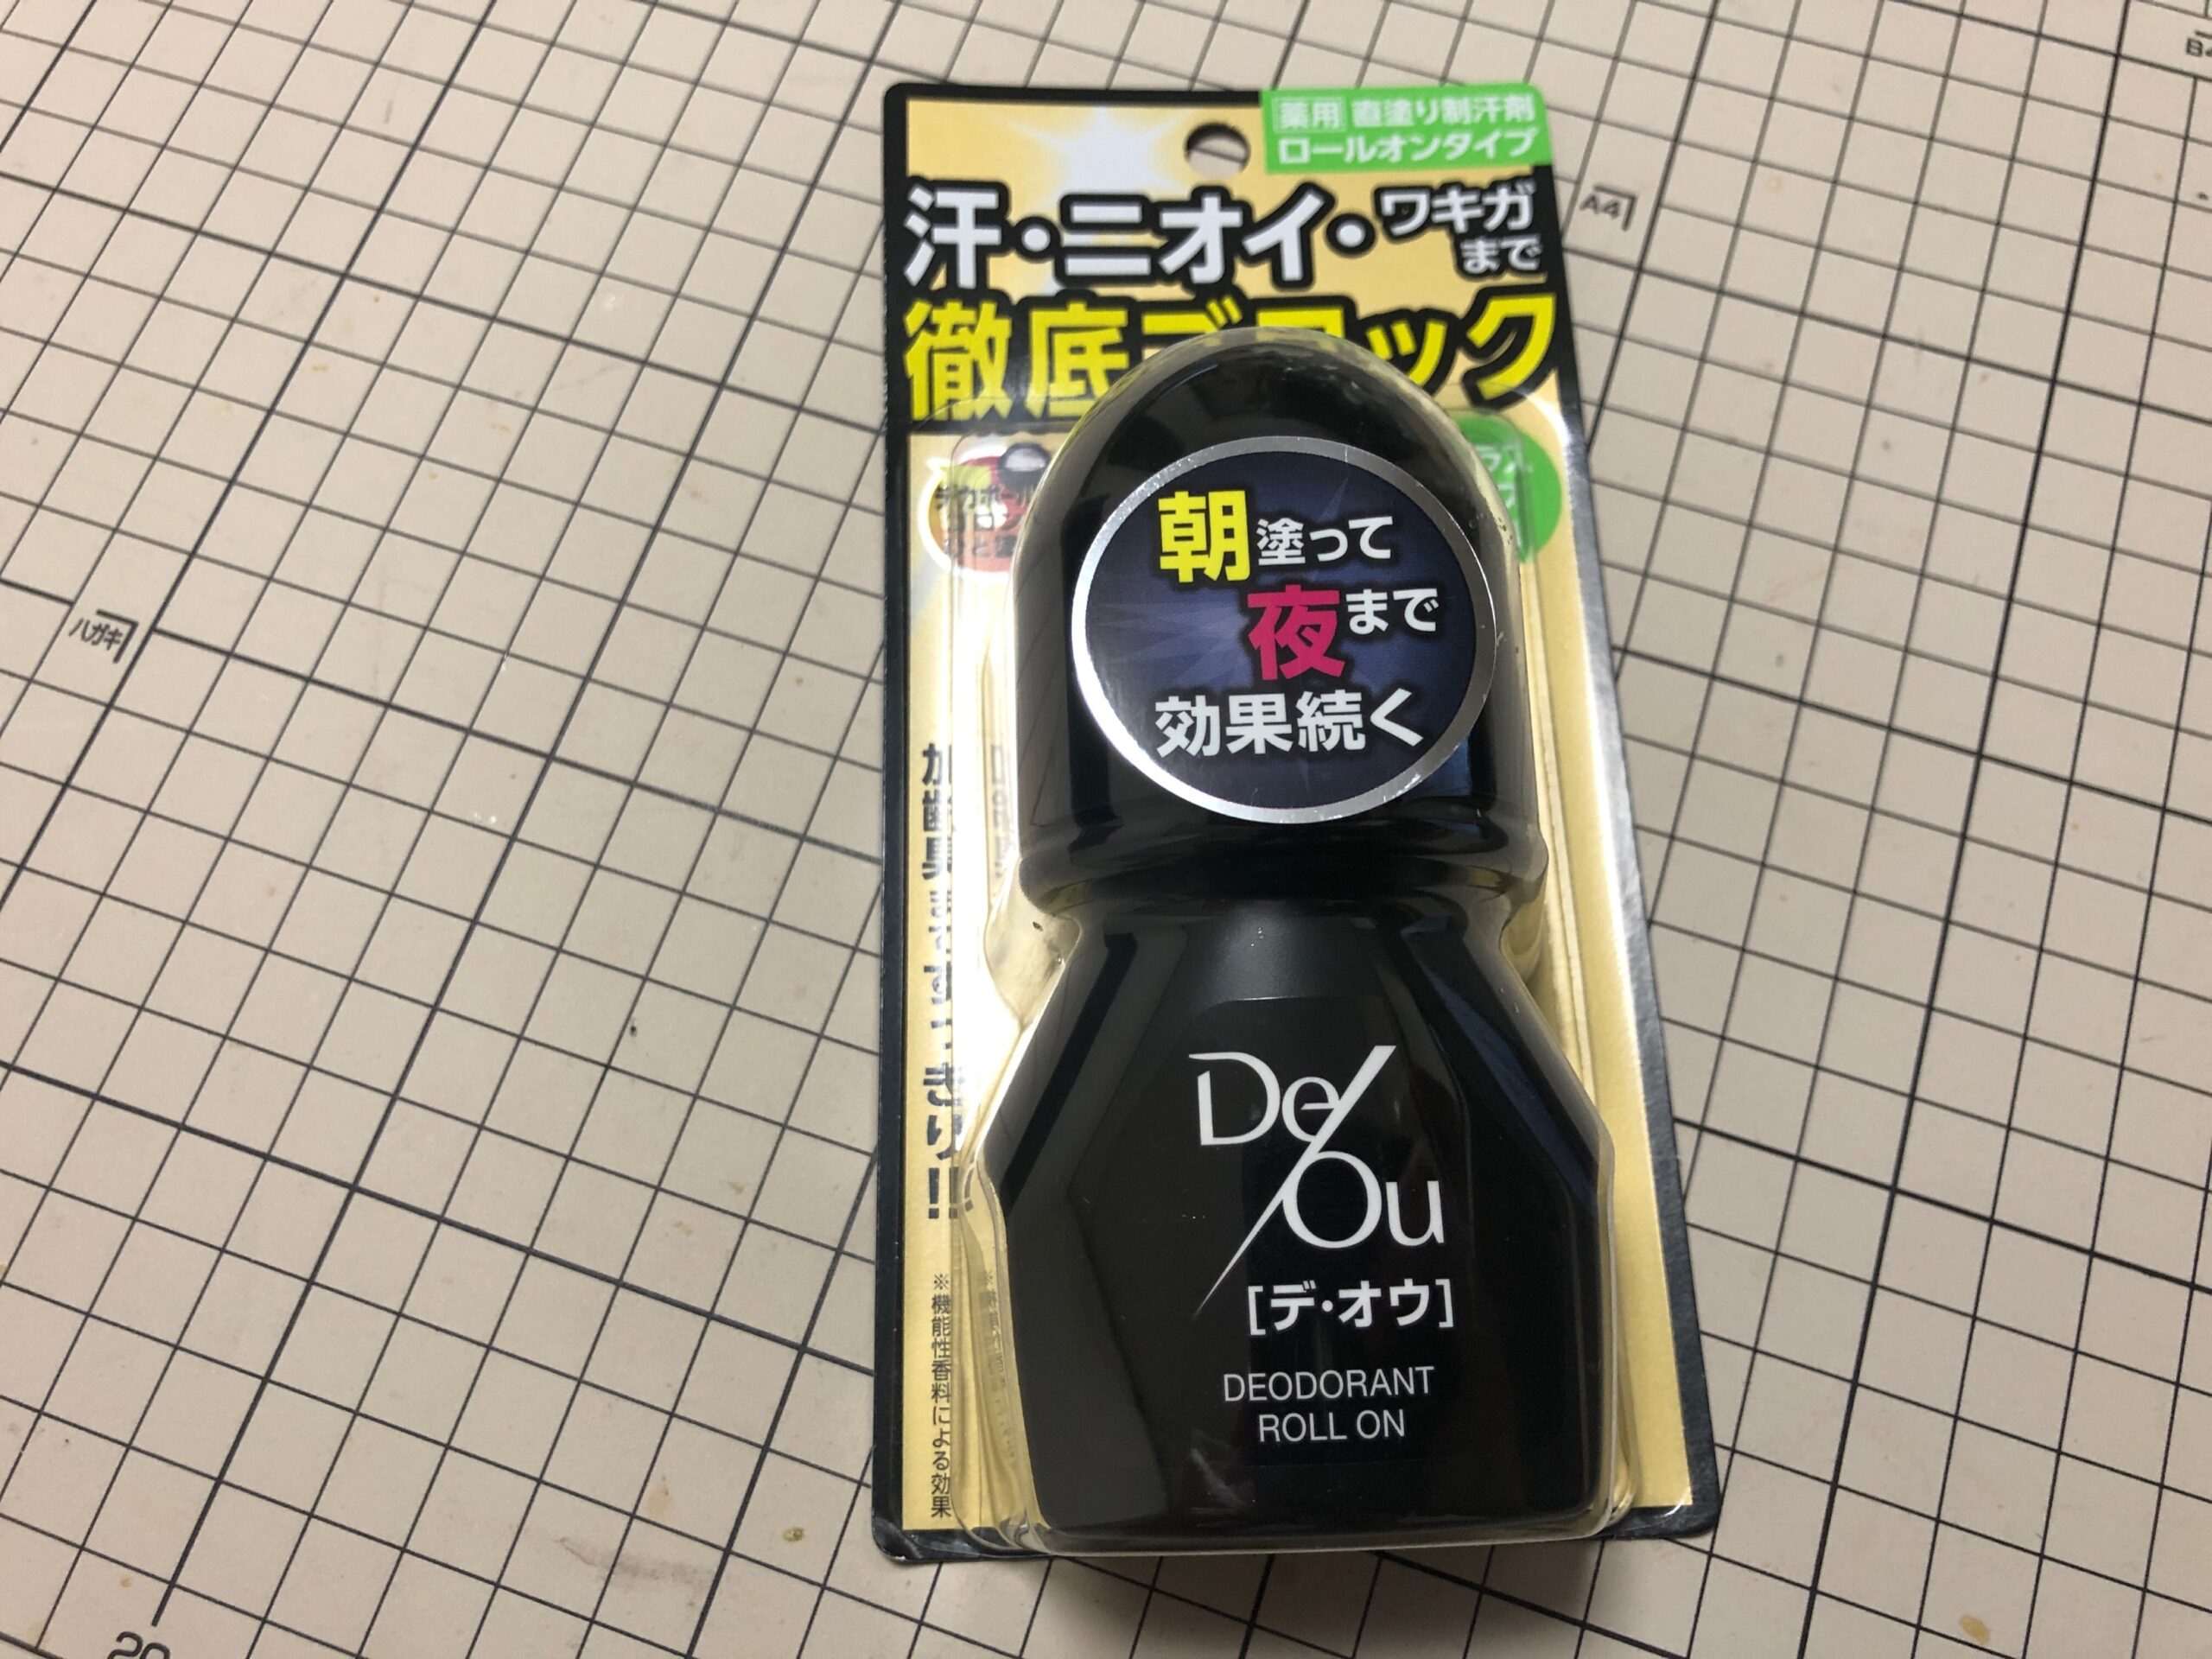 薬用 直塗り制汗剤
ロールオンタイプ
汗・ニオイ・ワキガ
まで
徹底ブロック
朝塗って
夜まで
効果続く
De/Ou
[デ・オウ]
DEODORANT
ROLL ON
※機能性香料による効果
ハガキ
A4
20